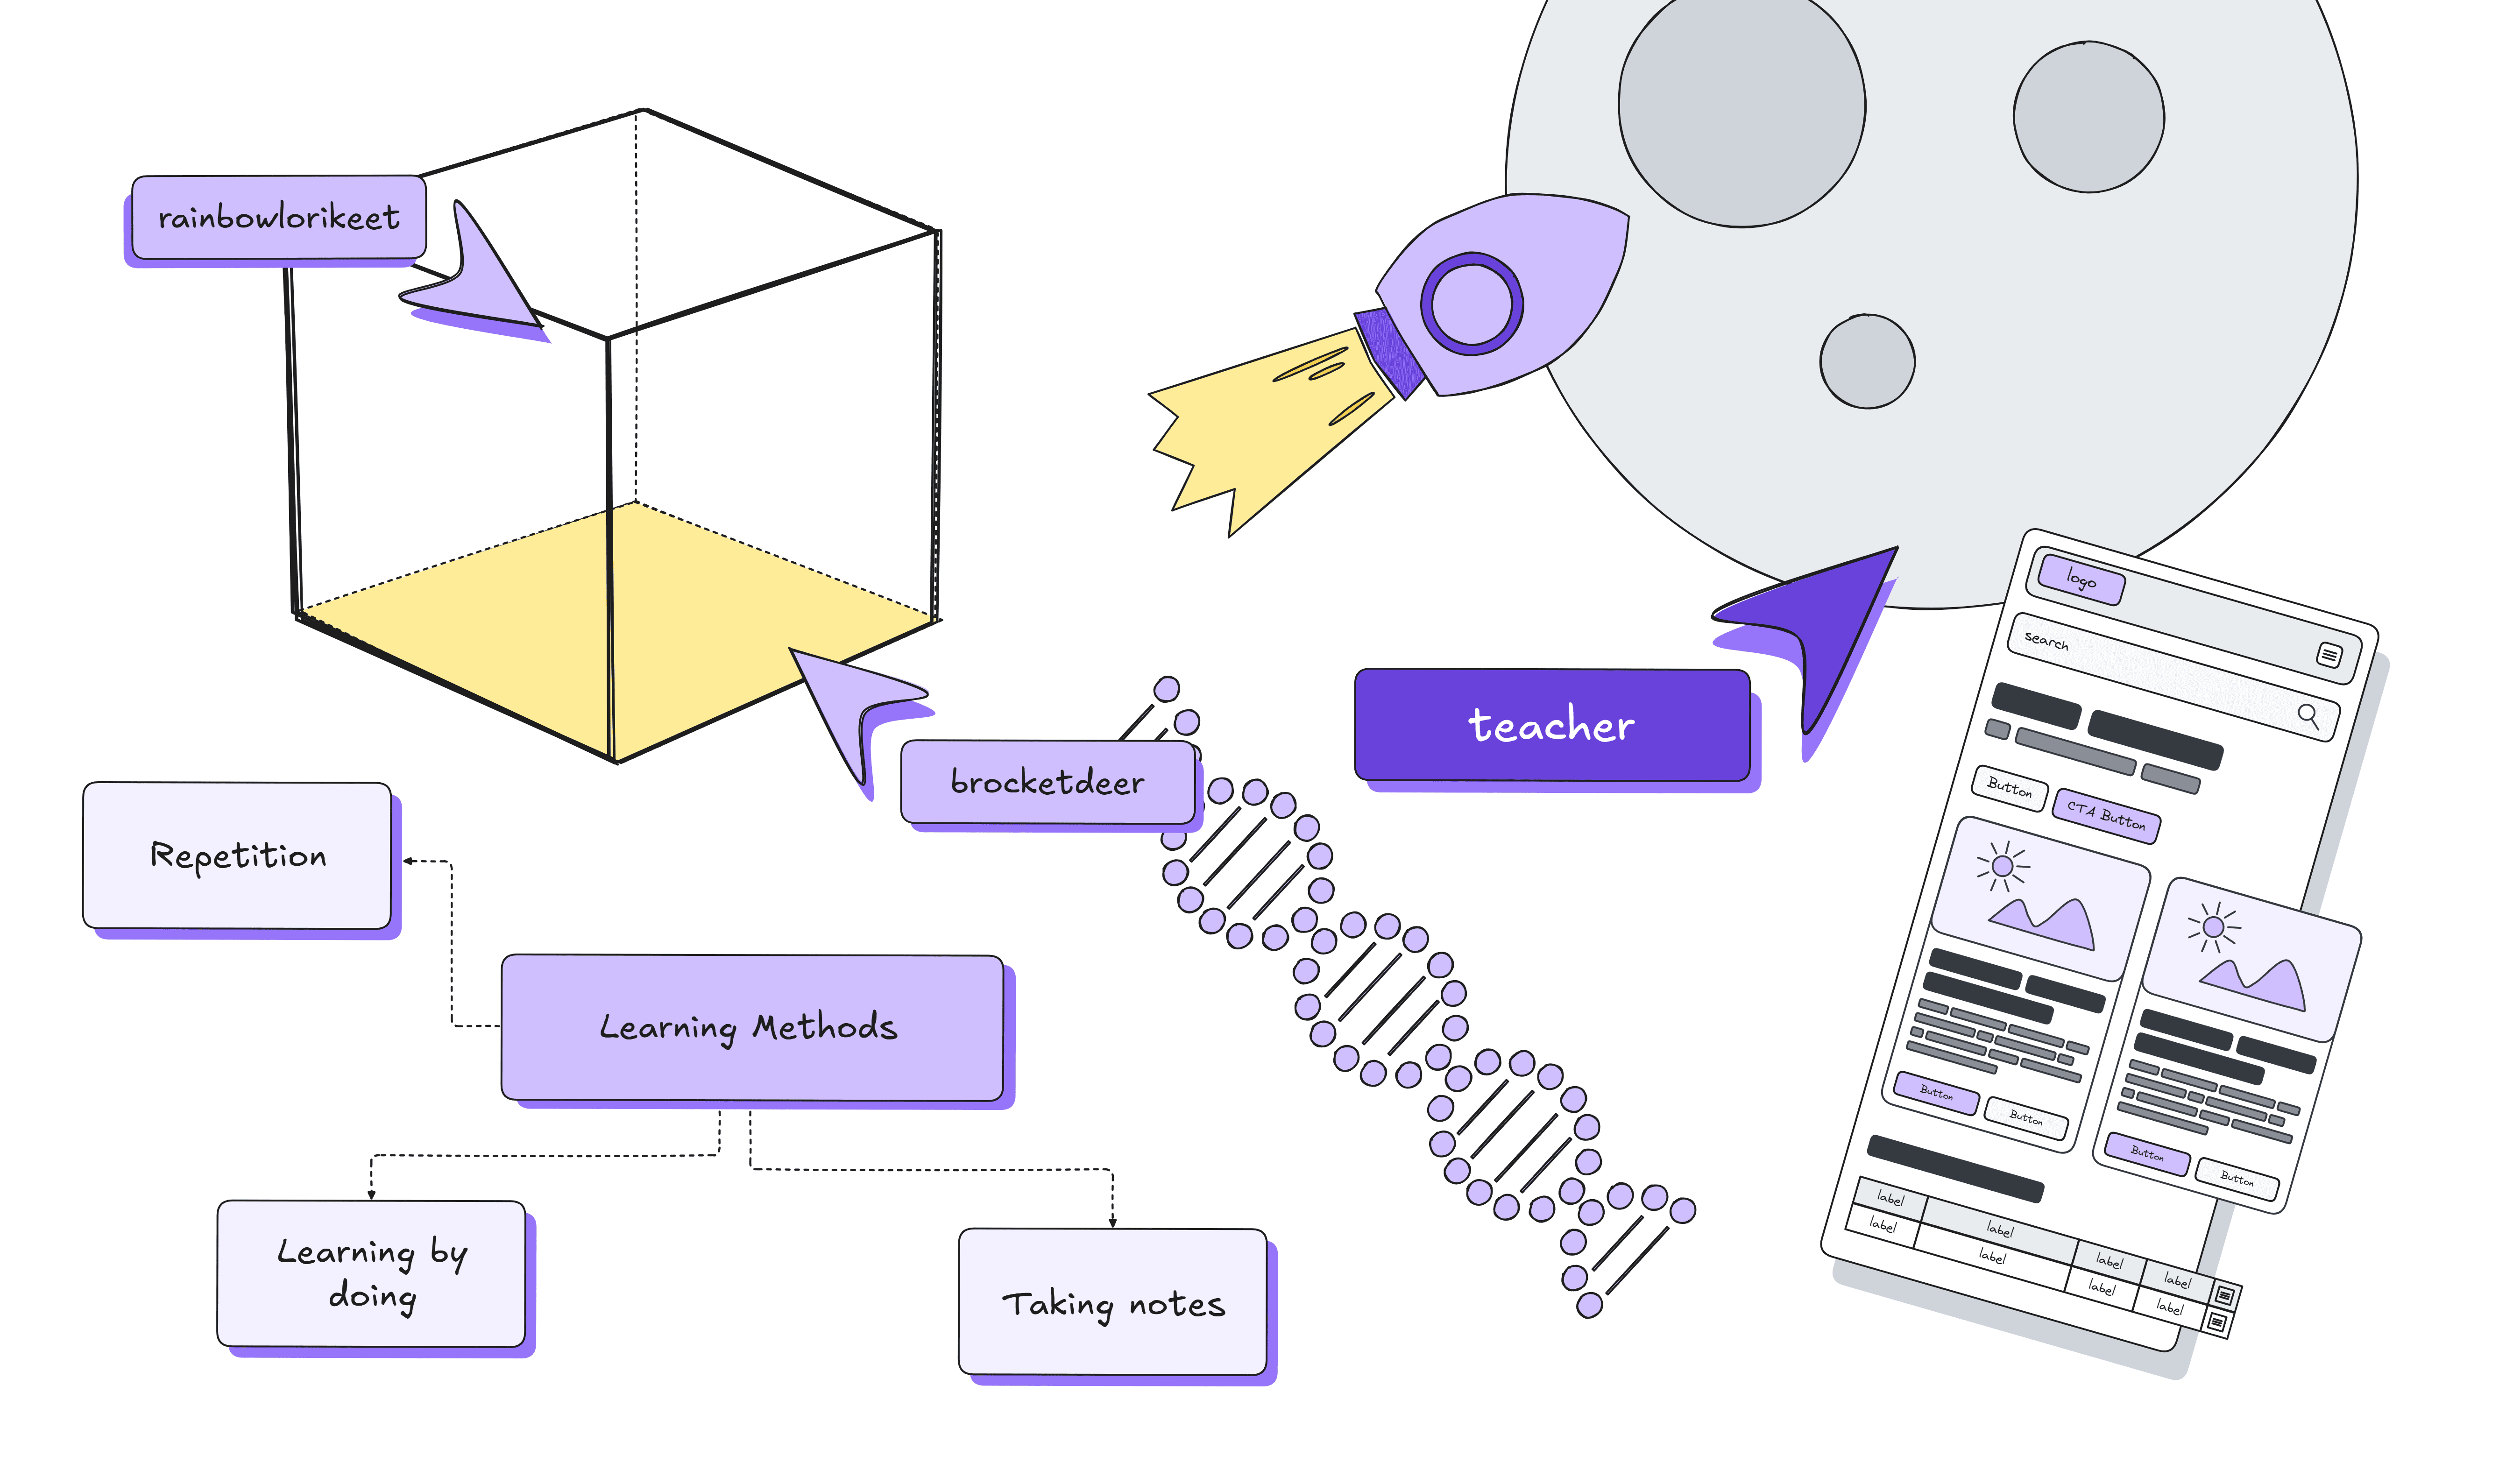 rainbowlorikeet
brocketdeer
teacher
Repetition
Learning Methods
Learning by
doing
Taking notes
logo
search
Button
CTA Button
Button
Button
Button
Button
label
label
label
label
label
label
label
label